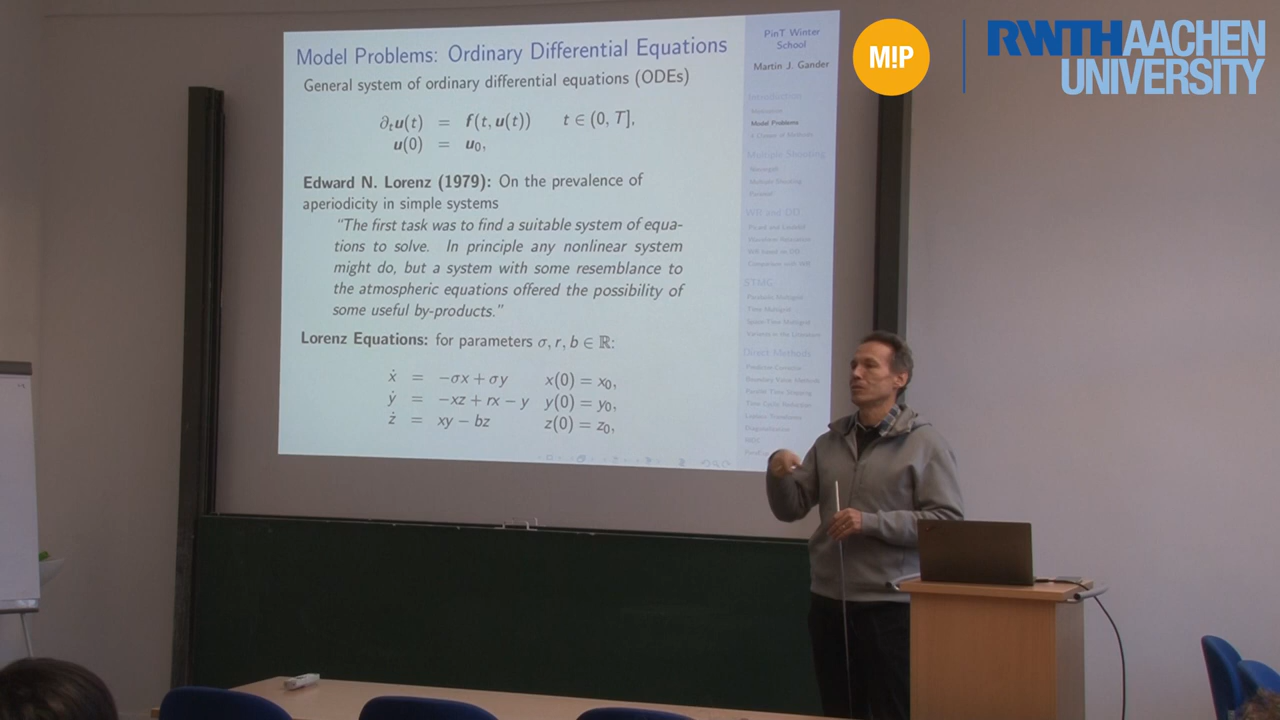 Model Problems: Ordinary Differential Equations
General system of ordinary differential equations (ODEs)
∂ₜu(t) = f(t, u(t))   t ∈ (0, T],
u(0) = u₀,
Edward N. Lorenz (1979): On the prevalence of
aperiodicity in simple systems
"The first task was to find a suitable system of equa-
tions to solve. In principle any nonlinear system
might do, but a system with some resemblance to
the atmospheric equations offered the possibility of
some useful by-products."
Lorenz Equations: for parameters σ, r, b ∈ ℝ:
ẋ = −σx + σy   x(0) = x₀,
ẏ = −xz + rx − y   y(0) = y₀,
ż = xy − bz   z(0) = z₀,
PinT Winter
School
Martin J. Gander
Introduction
Model Problems
Multiple Shooting
WR and DD
STMG
Direct Methods
M!P
RWTH AACHEN
UNIVERSITY